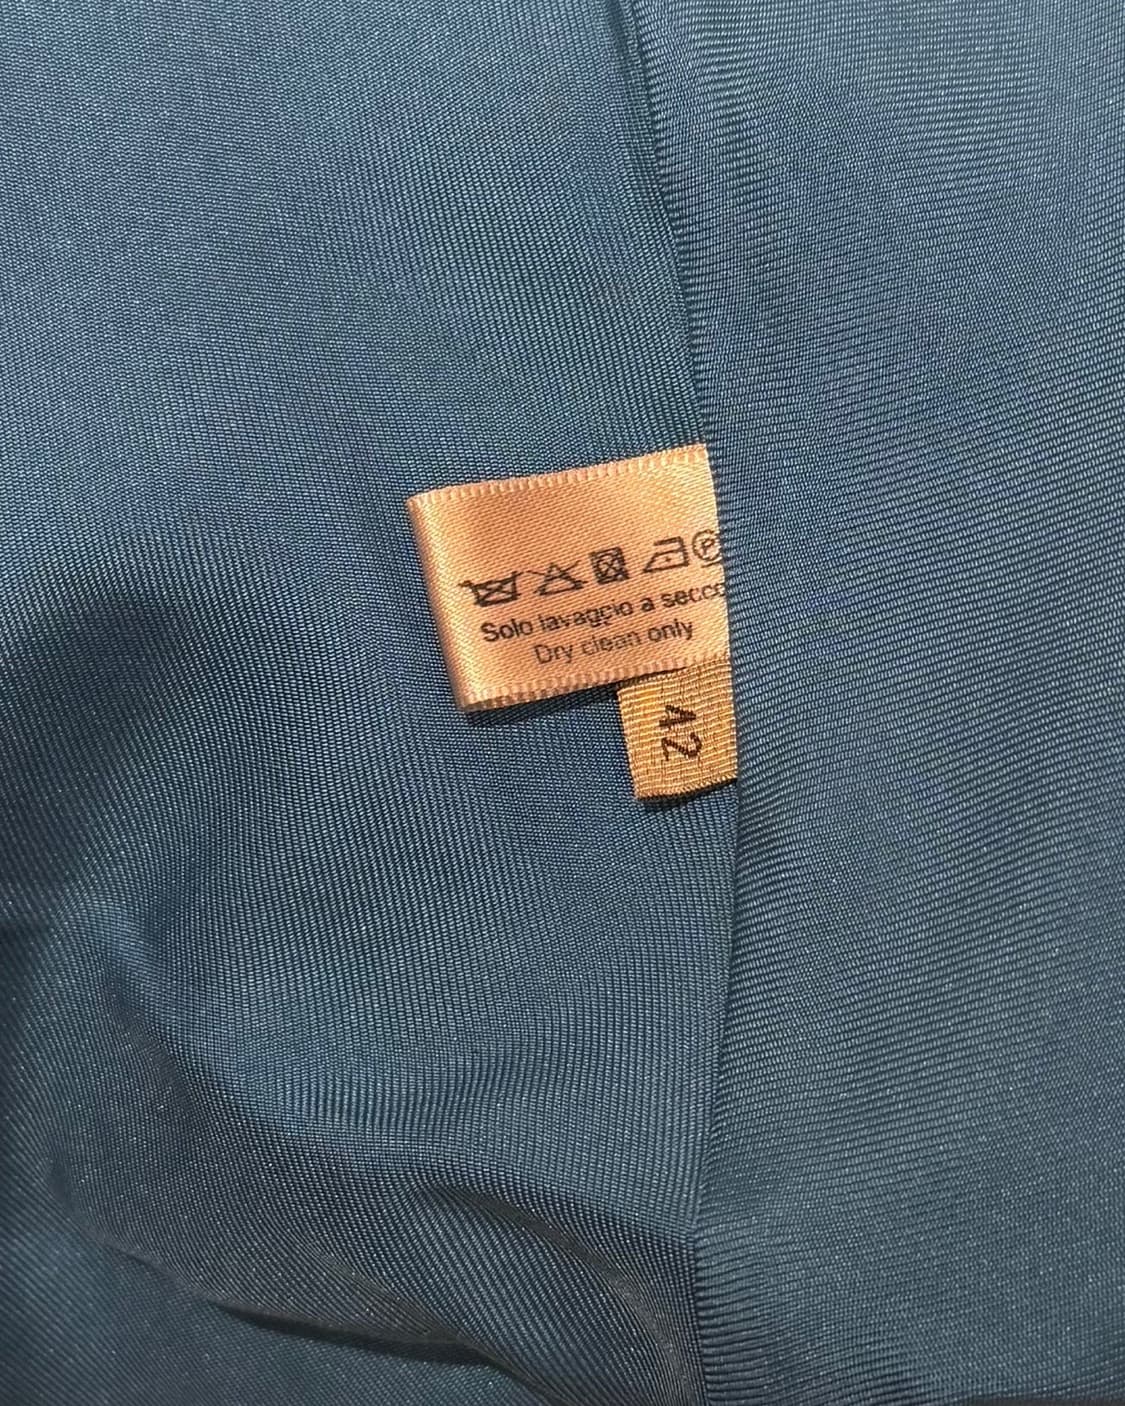 Solo lavaggio a secco
Dry clean only
42